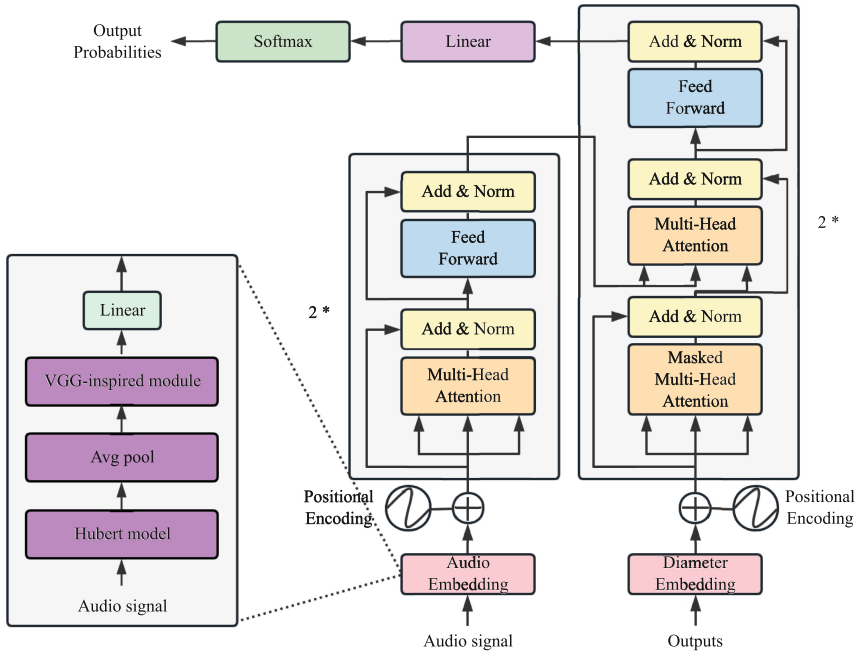 Output
Probabilities
Softmax
Linear
Add & Norm
Feed
Forward
Add & Norm
Multi-Head
Attention
2 *
Add & Norm
Masked
Multi-Head
Attention
Positional
Encoding
Diameter
Embedding
Outputs
Add & Norm
Feed
Forward
2 *
Add & Norm
Multi-Head
Attention
Positional
Encoding
Audio
Embedding
Audio signal
Linear
VGG-inspired module
Avg pool
Hubert model
Audio signal